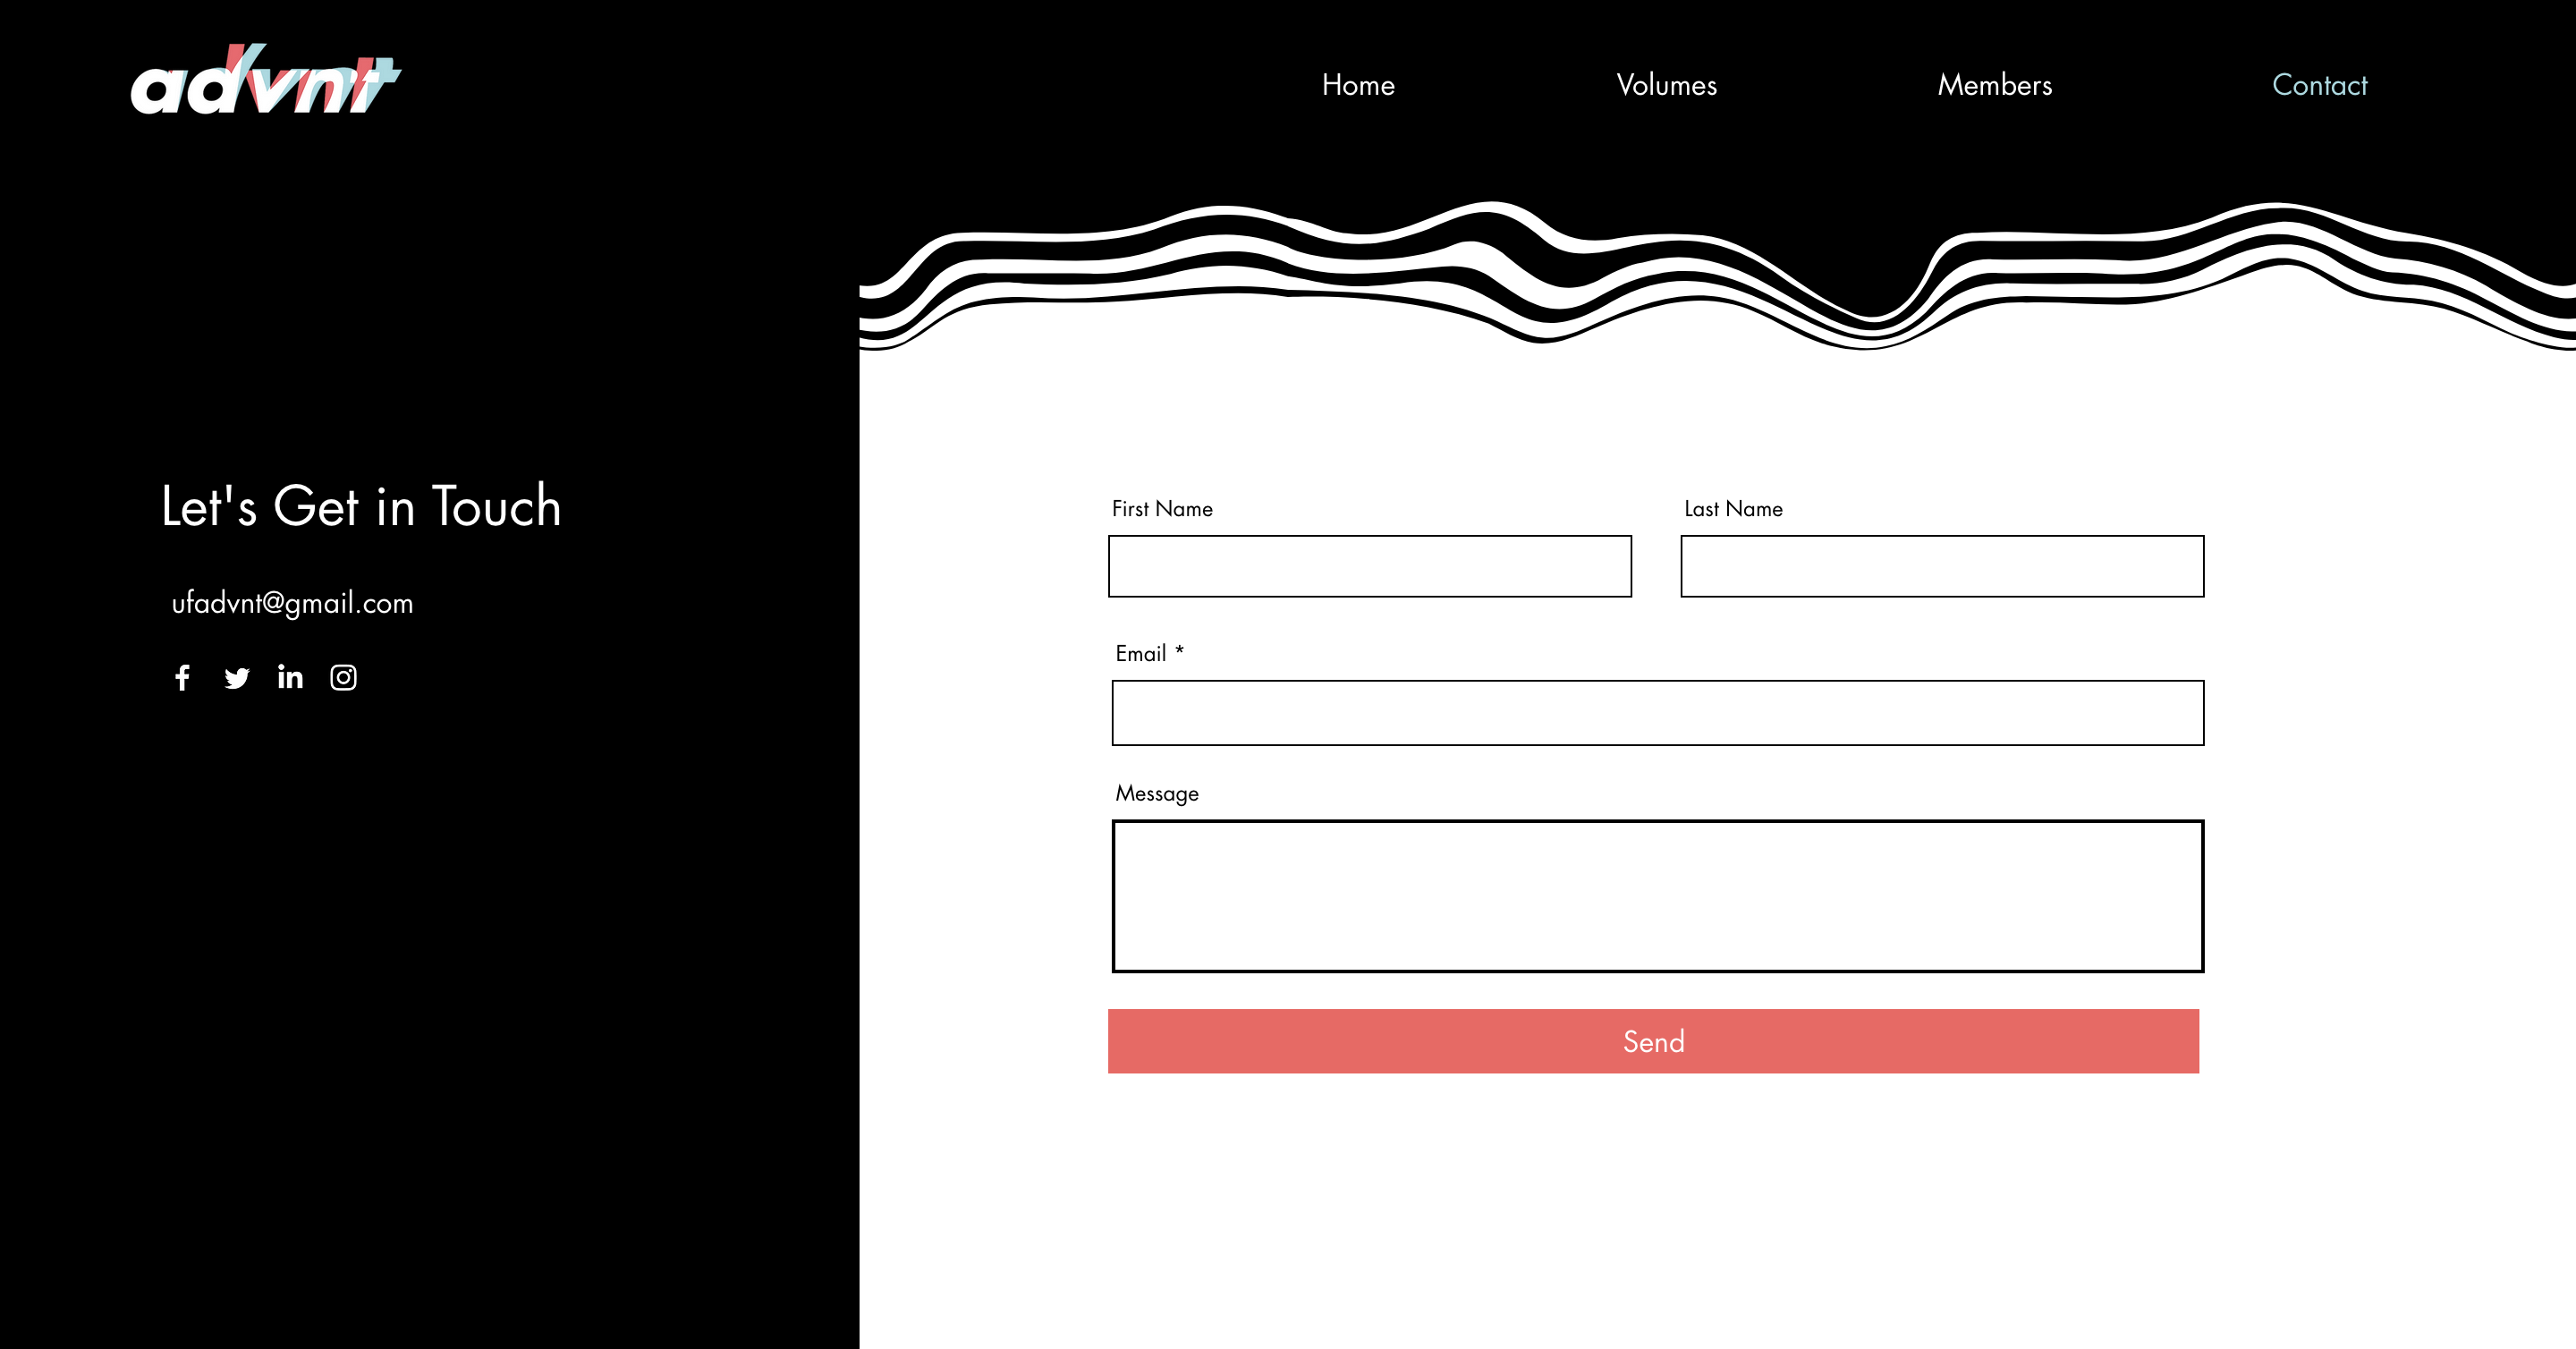 advnt
Home
Volumes
Members
Contact
Let's Get in Touch
ufadvnt@gmail.com
First Name
Last Name
Email *
Message
Send